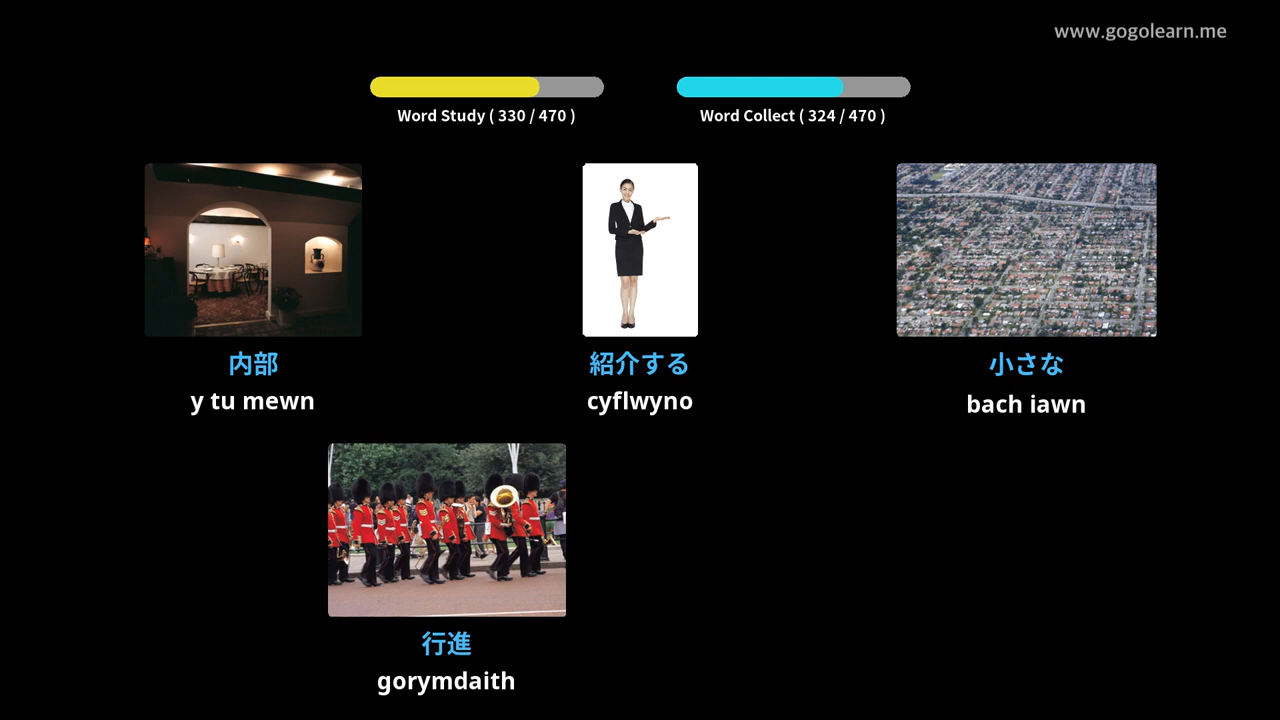 www.gogolearn.me
Word Study ( 330 / 470 )
Word Collect ( 324 / 470 )
内部
y tu mewn
紹介する
cyflwyno
小さな
bach iawn
行進
gorymdaith